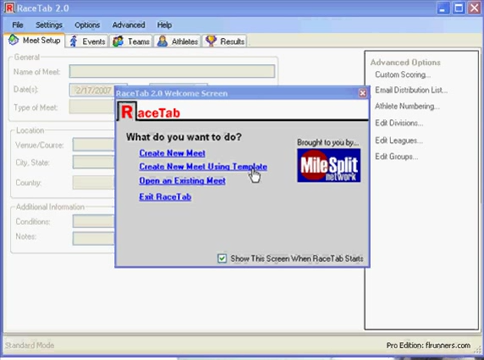 RaceTab 2.0
File Settings Options Advanced Help
Meet Setup Events Teams Athletes Results
General
Name of Meet:
Date(s): 2/17/2007
Type of Meet:
Location
Venue/Course:
City, State:
Country:
Additional Information
Conditions:
Notes:
RaceTab 2.0 Welcome Screen
RaceTab
What do you want to do?
Create New Meet
Create New Meet Using Template
Open an Existing Meet
Exit RaceTab
Brought to you by...
MileSplit
network
Show This Screen When RaceTab Starts
Advanced Options
Custom Scoring...
Email Distribution List...
Athlete Numbering...
Edit Divisions...
Edit Leagues...
Edit Groups...
Standard Mode
Pro Edition: flrunners.com